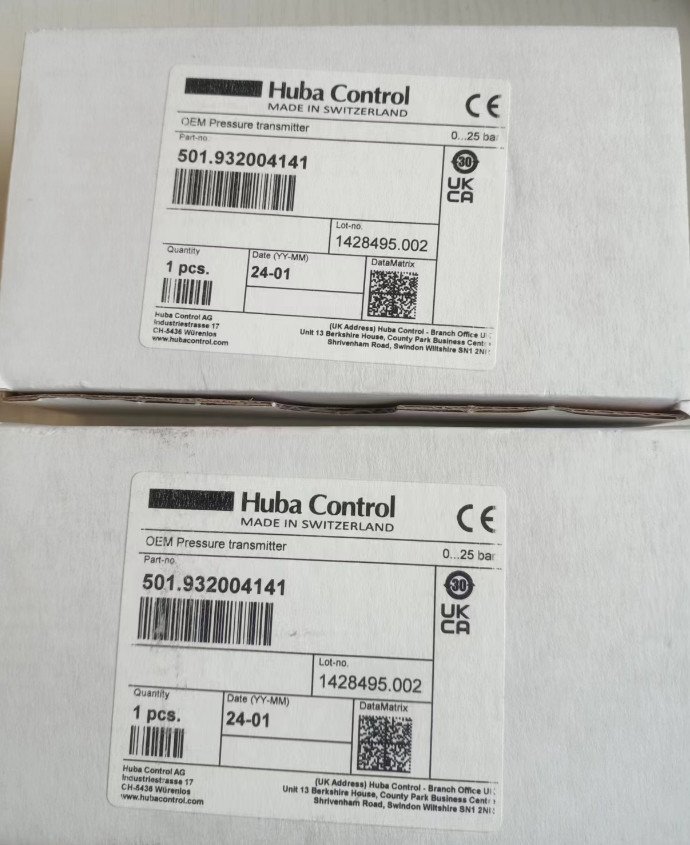 Huba Control
MADE IN SWITZERLAND
CE
OEM Pressure transmitter
0...25 bar
Part-no.
501.932004141
30
UK
CA
Lot-no.
1428495.002
Quantity
1 pcs.
Date (YY-MM)
24-01
DataMatrix
Huba Control AG
Industriestrasse 17
CH-5436 Würenlos
www.hubacontrol.com
(UK Address) Huba Control - Branch Office
Unit 13 Berkshire House, County Park Business
Shrivenham Road, Swindon Wiltshire SN1
Huba Control
MADE IN SWITZERLAND
CE
OEM Pressure transmitter
0...25 bar
Part-no.
501.932004141
30
UK
CA
Lot-no.
1428495.002
Quantity
1 pcs.
Date (YY-MM)
24-01
DataMatrix
Huba Control AG
Industriestrasse 17
CH-5436 Würenlos
www.hubacontrol.com
(UK Address) Huba Control - Branch Office
Unit 13 Berkshire House, County Park Business
Shrivenham Road, Swindon Wiltshire SN1